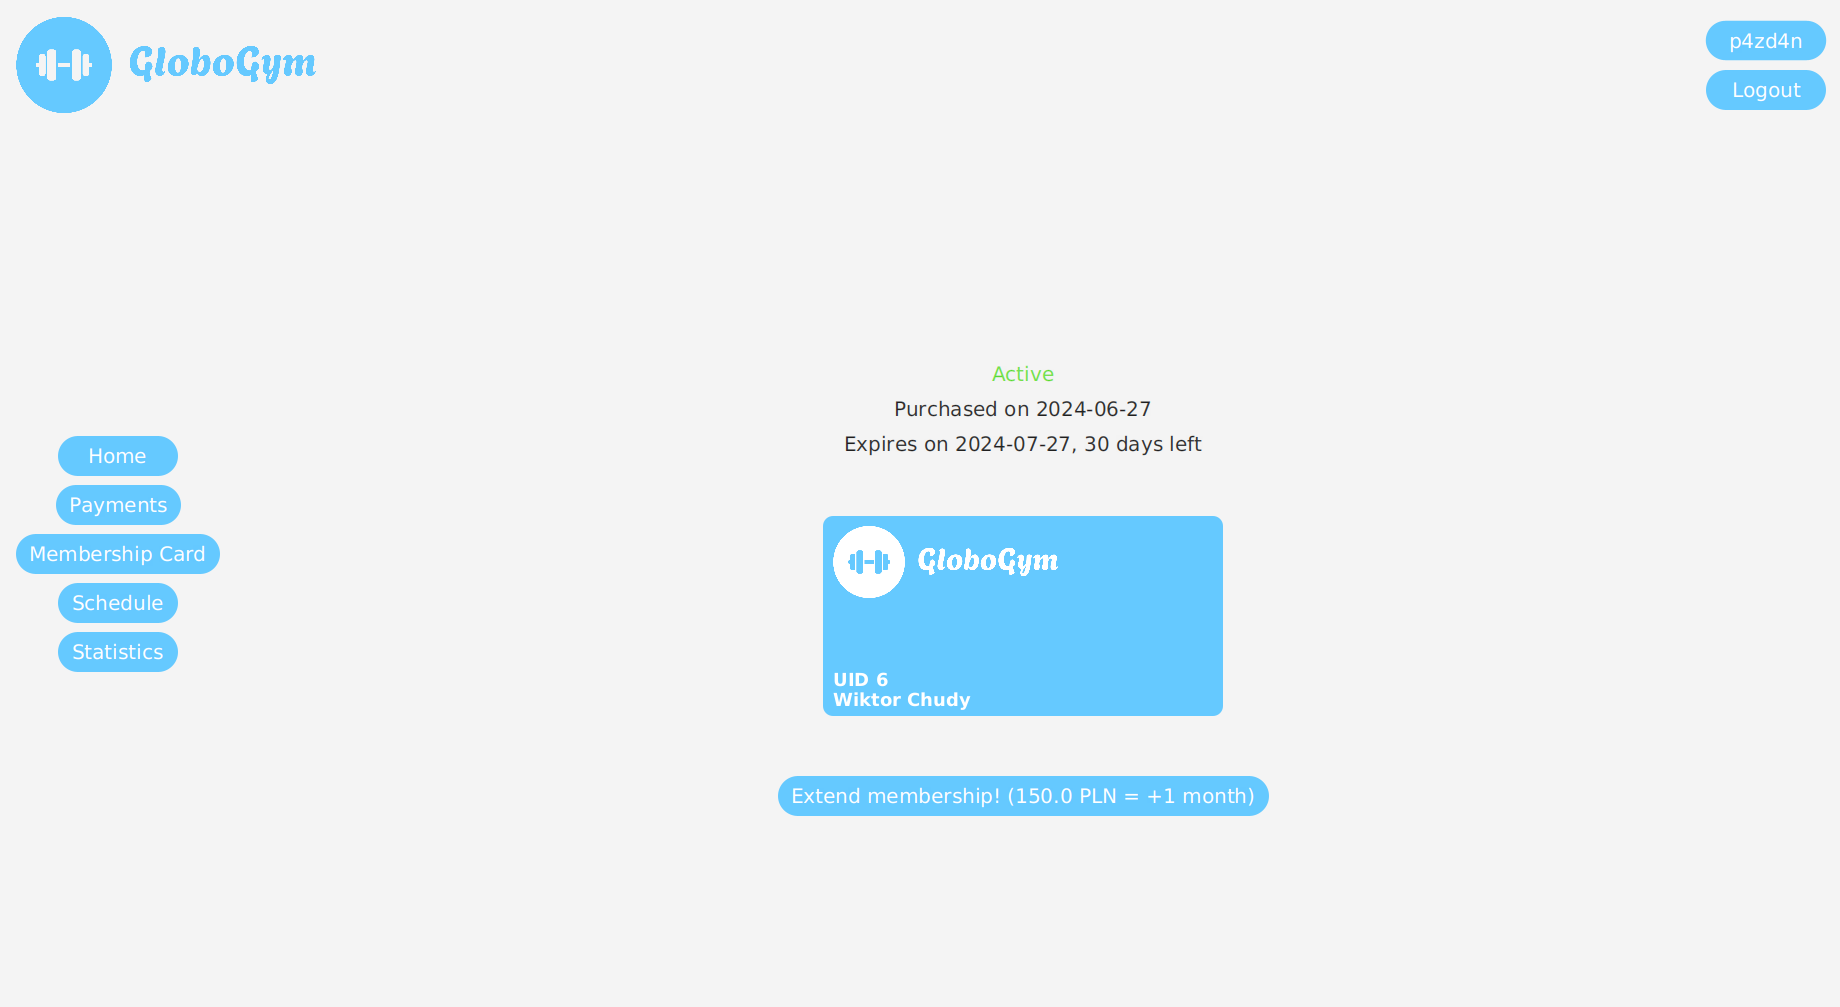 GloboGym
p4zd4n
Logout
Active
Purchased on 2024-06-27
Expires on 2024-07-27, 30 days left
Home
Payments
Membership Card
Schedule
Statistics
GloboGym
UID 6
Wiktor Chudy
Extend membership! (150.0 PLN = +1 month)